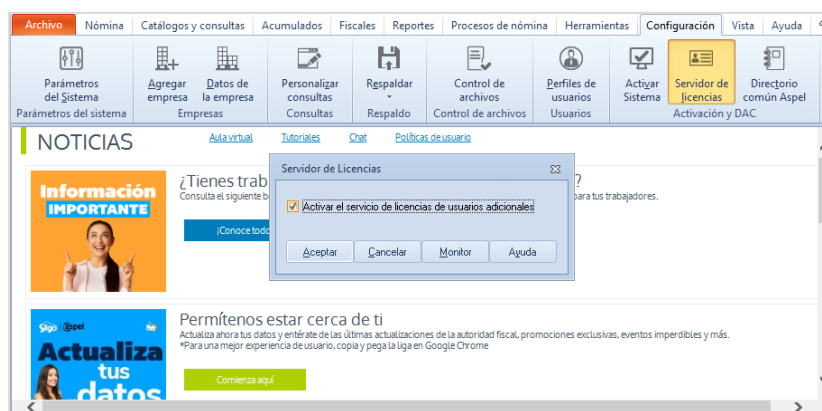 Archivo Nómina Catálogos y consultas Acumulados Fiscales Reportes Procesos de nómina Herramientas Configuración Vista Ayuda
Parámetros del Sistema
Agregar empresa
Datos de la empresa
Personalizar consultas
Respaldar
Control de archivos
Perfiles de usuarios
Activar Sistema
Servidor de licencias
Directorio común Aspel
Parámetros del sistema Empresas Consultas Respaldo Control de archivos Usuarios Activación y DAC
NOTICIAS
Aula virtual Tutoriales Chat Políticas de usuario
Información
IMPORTANTE
¿Tienes trab
?
Consulta el siguiente b
para tus trabajadores.
¡Conoce todo
Servidor de Licencias
Activar el servicio de licencias de usuarios adicionales
Aceptar Cancelar Monitor Ayuda
Siigo Aspel
Actualiza
tus
datos
Permítenos estar cerca de ti
Actualiza ahora tus datos y entérate de las últimas actualizaciones de la autoridad fiscal, promociones exclusivas, eventos imperdibles y más.
*Para una mejor experiencia de usuario, copia y pega la liga en Google Chrome
Comienza aquí